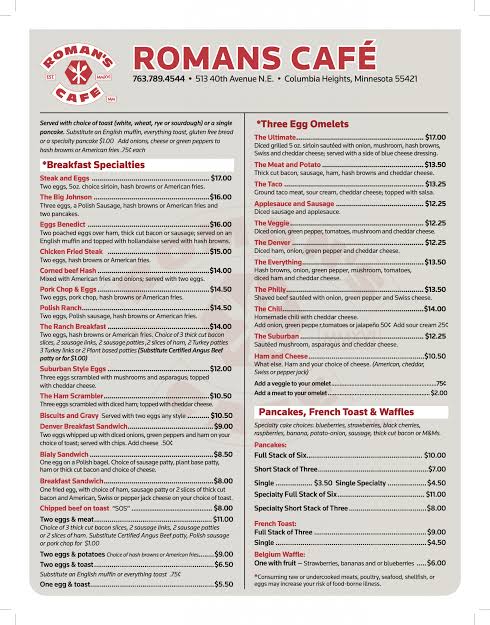 ROMAN'S
CAFE
EST.
MN
ROMANS CAFÉ
763.789.4544 • 513 40th Avenue N.E. • Columbia Heights, Minnesota 55421
Served with choice of toast (white, wheat, rye or sourdough) or a single
pancake. Substitute an English muffin, everything toast, gluten free bread
or a specialty pancake $1.00 Add onions, cheese or green peppers to
hash browns or American fries .75¢ each
*Breakfast Specialties
Steak and Eggs $17.00
Two eggs, 5oz. choice sirloin, hash browns or American fries.
The Big Johnson $16.00
Three eggs, a Polish Sausage, hash browns or American fries and
two pancakes.
Eggs Benedict $16.00
Two poached eggs over ham, thick cut bacon or sausage; served on an
English muffin and topped with hollandaise served with hash browns.
Chicken Fried Steak $15.00
Two eggs, hash browns or American fries.
Corned beef Hash $14.00
Mixed with American fries and onions; served with two eggs.
Pork Chop & Eggs $14.50
Two eggs, pork chop, hash browns or American fries.
Polish Ranch $14.50
Two eggs, Polish sausage, hash browns or American fries.
The Ranch Breakfast $14.00
Two eggs, hash browns or American fries. Choice of 3 thick cut bacon
slices, 2 sausage links, 2 sausage patties, 2 slices of ham, 2 Turkey patties
3 Turkey links or 2 Plant based patties (Substitute Certified Angus Beef
patty or for $1.00)
Suburban Style Eggs $12.00
Three eggs scrambled with mushrooms and asparagus; topped
with cheddar cheese.
The Ham Scrambler $10.50
Three eggs scrambled with diced ham; topped with cheddar cheese.
Biscuits and Gravy Served with two eggs any style $10.50
Denver Breakfast Sandwich $9.00
Two eggs whipped up with diced onions, green peppers and ham on your
choice of toast; served with chips. Add cheese .50¢
Bialy Sandwich $8.50
One egg on a Polish bagel. Choice of sausage patty, plant base patty,
ham or thick cut bacon and choice of cheese.
Breakfast Sandwich $8.00
One fried egg, with choice of ham, sausage patty or 2 slices of thick cut
bacon and American, Swiss or pepper jack cheese on your choice of toast.
Chipped beef on toast "SOS" $8.00
Two eggs & meat $11.00
Choice of 3 thick cut bacon slices, 2 sausage links, 2 sausage patties
or 2 slices of ham. Substitute Certified Angus Beef patty, Polish sausage
or pork chop for $1.00
Two eggs & potatoes Choice of hash browns or American fries $9.00
Two eggs & toast $6.50
Substitute an English muffin or everything toast .75¢
One egg & toast $5.50
*Three Egg Omelets
The Ultimate $17.00
Diced grilled 5 oz. sirloin sautéed with onion, mushroom, hash browns,
Swiss and cheddar cheese; served with a side of blue cheese dressing.
The Meat and Potato $13.50
Thick cut bacon, sausage, ham, hash browns and cheddar cheese.
The Taco $13.25
Ground taco meat, sour cream, cheddar cheese; topped with salsa.
Applesauce and Sausage $12.25
Diced sausage and applesauce.
The Veggie $12.25
Diced onion, green pepper, tomatoes, mushroom and cheddar cheese.
The Denver $12.25
Diced ham, onion, green pepper and cheddar cheese.
The Everything $13.50
Hash browns, onion, green pepper, mushroom, tomatoes,
diced ham and cheddar cheese.
The Philly $13.50
Shaved beef sautéed with onion, green pepper and Swiss cheese.
The Chili $14.00
Homemade chili with cheddar cheese.
Add onion, green pepper, tomatoes or jalapeño 50¢ Add sour cream 25¢
The Suburban $12.25
Sautéed mushroom, asparagus and cheddar cheese.
Ham and Cheese $10.50
What else. Ham and Your choice of cheese. (American, cheddar,
Swiss or pepper jack)
Add a veggie to your omelet .75¢
Add a meat to your omelet $2.00
Pancakes, French Toast & Waffles
Specialty cake choices: blueberries, strawberries, black cherries,
raspberries, banana, potato-onion, sausage, thick cut bacon or M&Ms.
Pancakes:
Full Stack of Six $10.00
Short Stack of Three $7.00
Single $3.50 Single Specialty $4.50
Specialty Full Stack of Six $11.00
Specialty Short Stack of Three $8.00
French Toast:
Full Stack of Three $9.00
Single $4.50
Belgium Waffle:
One with fruit – Strawberries, bananas and or blueberries $6.00
*Consuming raw or undercooked meats, poultry, seafood, shellfish, or
eggs may increase your risk of food-borne illness.